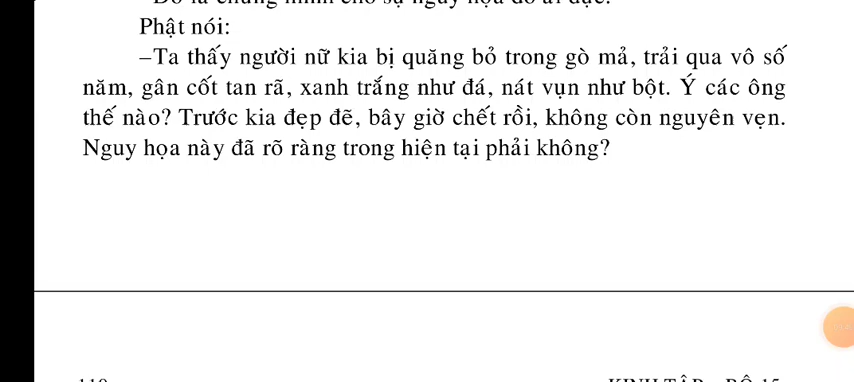 Phật nói:
–Ta thấy người nữ kia bị quăng bỏ trong gò mả, trải qua vô số
năm, gân cốt tan rã, xanh trắng như đá, nát vụn như bột. Ý các ông
thế nào? Trước kia đẹp đẽ, bây giờ chết rồi, không còn nguyên vẹn.
Nguy họa này đã rõ ràng trong hiện tại phải không?